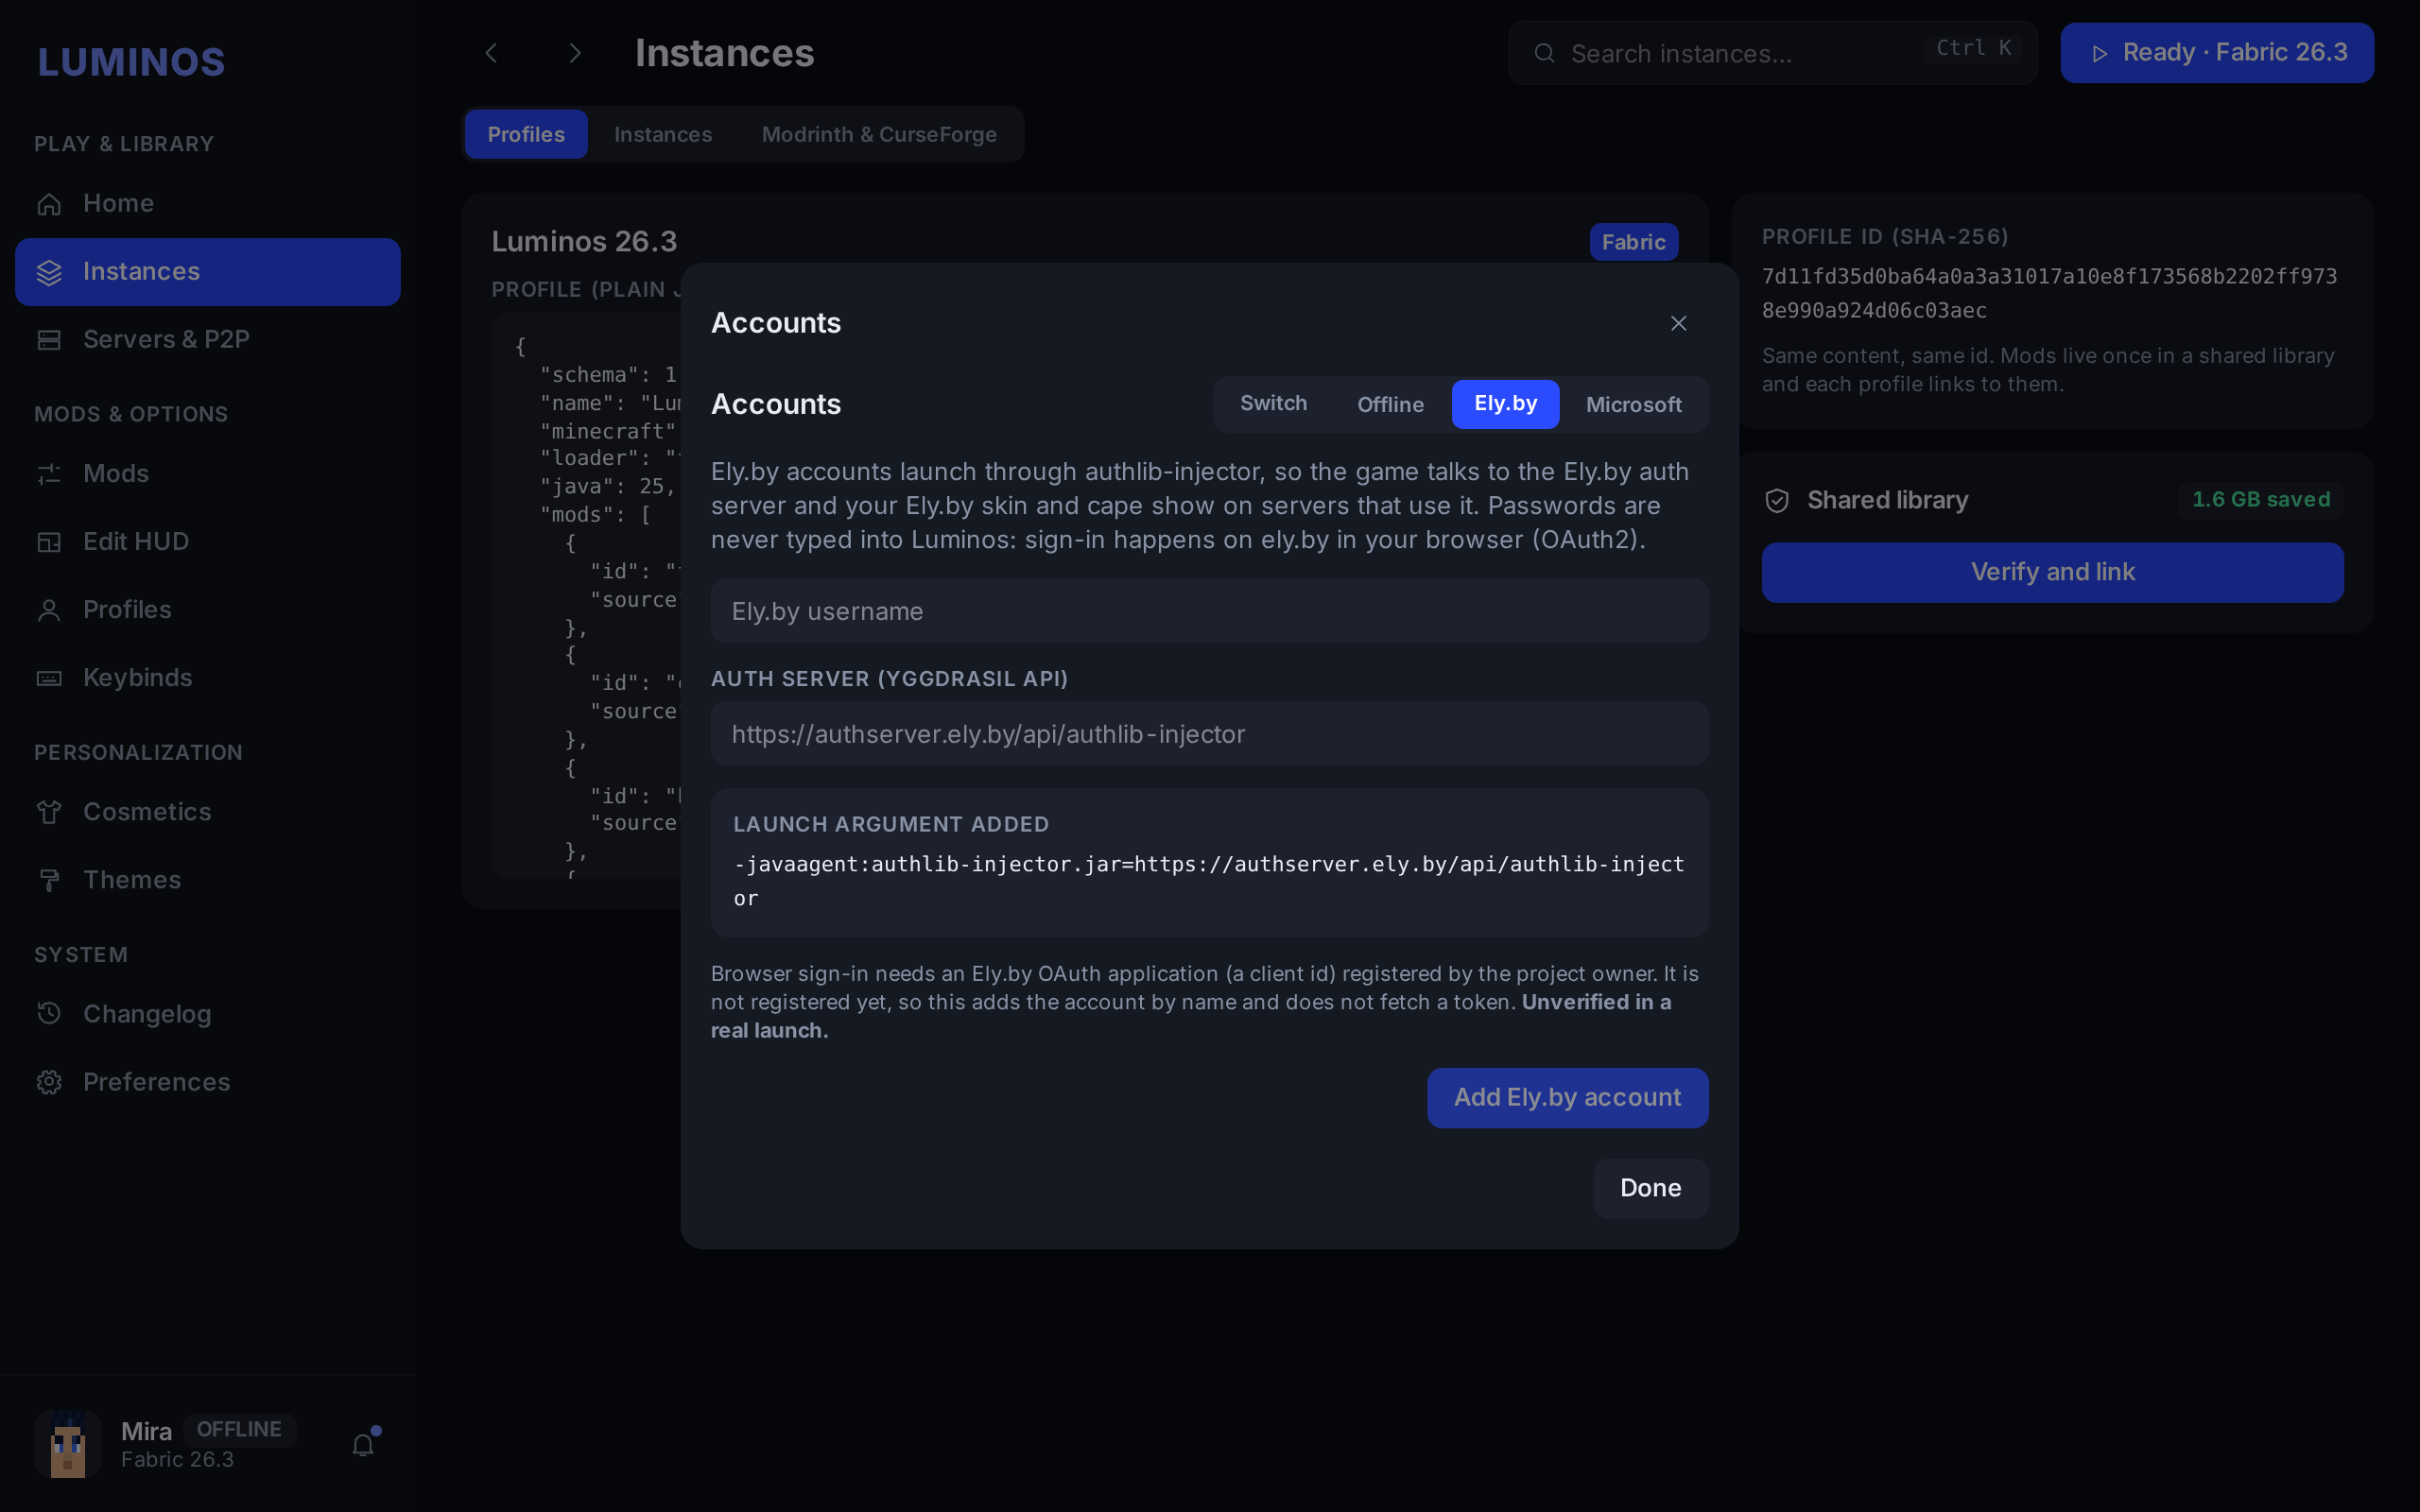 LUMINOS
PLAY & LIBRARY
Home
Instances
Servers & P2P
MODS & OPTIONS
Mods
Edit HUD
Profiles
Keybinds
PERSONALIZATION
Cosmetics
Themes
SYSTEM
Changelog
Preferences
Mira OFFLINE
Fabric 26.3
Instances
Search instances...
Ctrl K
Ready · Fabric 26.3
Profiles
Instances
Modrinth & CurseForge
Luminos 26.3
Fabric
PROFILE (PLAIN
{
"schema": 1
"name":
"minecraft"
"loader":
"java": 25,
"mods": [
{
"id":
"source
},
{
"id":
"source
},
{
"id":
"source
},
PROFILE ID (SHA-256)
7d11fd35d0ba64a0a3a31017a10e8f173568b2202ff973
8e990a924d06c03aec
Same content, same id. Mods live once in a shared library
and each profile links to them.
Shared library
1.6 GB saved
Verify and link
Accounts
Accounts
Switch
Offline
Ely.by
Microsoft
Ely.by accounts launch through authlib-injector, so the game talks to the Ely.by auth
server and your Ely.by skin and cape show on servers that use it. Passwords are
never typed into Luminos: sign-in happens on ely.by in your browser (OAuth2).
Ely.by username
AUTH SERVER (YGGDRASIL API)
https://authserver.ely.by/api/authlib-injector
LAUNCH ARGUMENT ADDED
-javaagent:authlib-injector.jar=https://authserver.ely.by/api/authlib-inject
or
Browser sign-in needs an Ely.by OAuth application (a client id) registered by the project owner. It is
not registered yet, so this adds the account by name and does not fetch a token. Unverified in a
real launch.
Add Ely.by account
Done